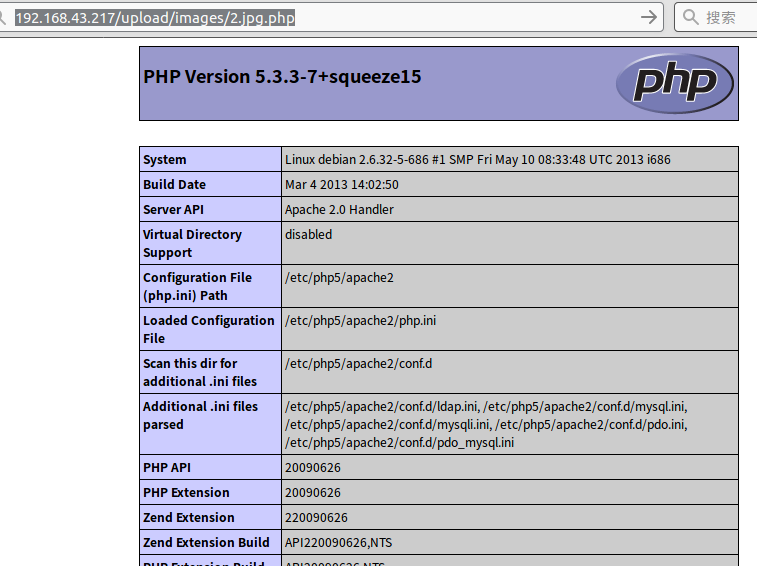 192.168.43.217/upload/images/2.jpg.php
搜索
PHP Version 5.3.3-7+squeeze15
php
System
Linux debian 2.6.32-5-686 #1 SMP Fri May 10 08:33:48 UTC 2013 i686
Build Date
Mar 4 2013 14:02:50
Server API
Apache 2.0 Handler
Virtual Directory
Support
disabled
Configuration File
(php.ini) Path
/etc/php5/apache2
Loaded Configuration
File
/etc/php5/apache2/php.ini
Scan this dir for
additional .ini files
/etc/php5/apache2/conf.d
Additional .ini files
parsed
/etc/php5/apache2/conf.d/ldap.ini, /etc/php5/apache2/conf.d/mysql.ini,
/etc/php5/apache2/conf.d/mysqli.ini, /etc/php5/apache2/conf.d/pdo.ini,
/etc/php5/apache2/conf.d/pdo_mysql.ini
PHP API
20090626
PHP Extension
20090626
Zend Extension
220090626
Zend Extension Build
API220090626,NTS
PHP Extension Build
API20090626,NTS